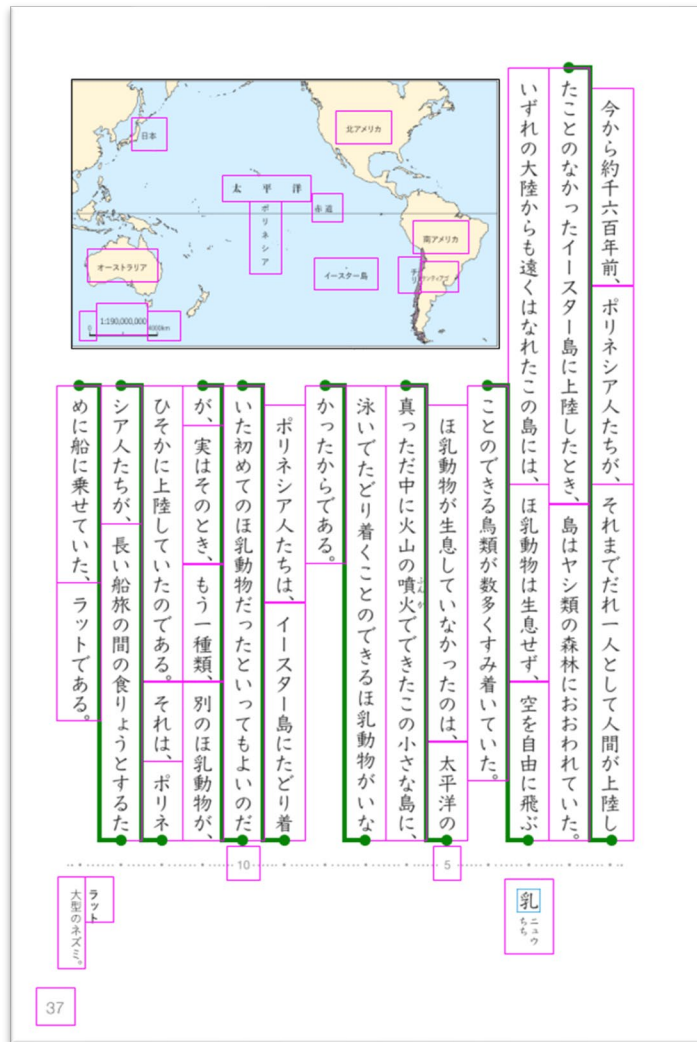 今から約千六百年前、ポリネシア人たちが、それまでだれ一人として人間が上陸し
たことのなかったイースター島に上陸したとき、島はヤシ類の森林におおわれていた。
いずれの大陸からも遠くはなれたこの島には、ほ乳動物は生息せず、空を自由に飛ぶ
ことのできる鳥類が数多くすみ着いていた。
ほ乳動物が生息していなかったのは、太平洋の
真っただ中に火山の噴火でできたこの小さな島に、
ふんか
泳いでたどり着くことのできるほ乳動物がいな
かったからである。
ポリネシア人たちは、イースター島にたどり着
いた初めてのほ乳動物だったといってもよいのだ
が、実はそのとき、もう一種類、別のほ乳動物が、
ひそかに上陸していたのである。それは、ポリネ
シア人たちが、長い船旅の間の食りょうとするた
めに船に乗せていた、ラットである。
日本
北アメリカ
太平洋
ポリネシア
赤道
南アメリカ
オーストラリア
イースター島
チリ
サンティアゴ
1:190,000,000
0
4000km
5
10
乳
ニュウ
ちち
ラット
大型のネズミ。
37